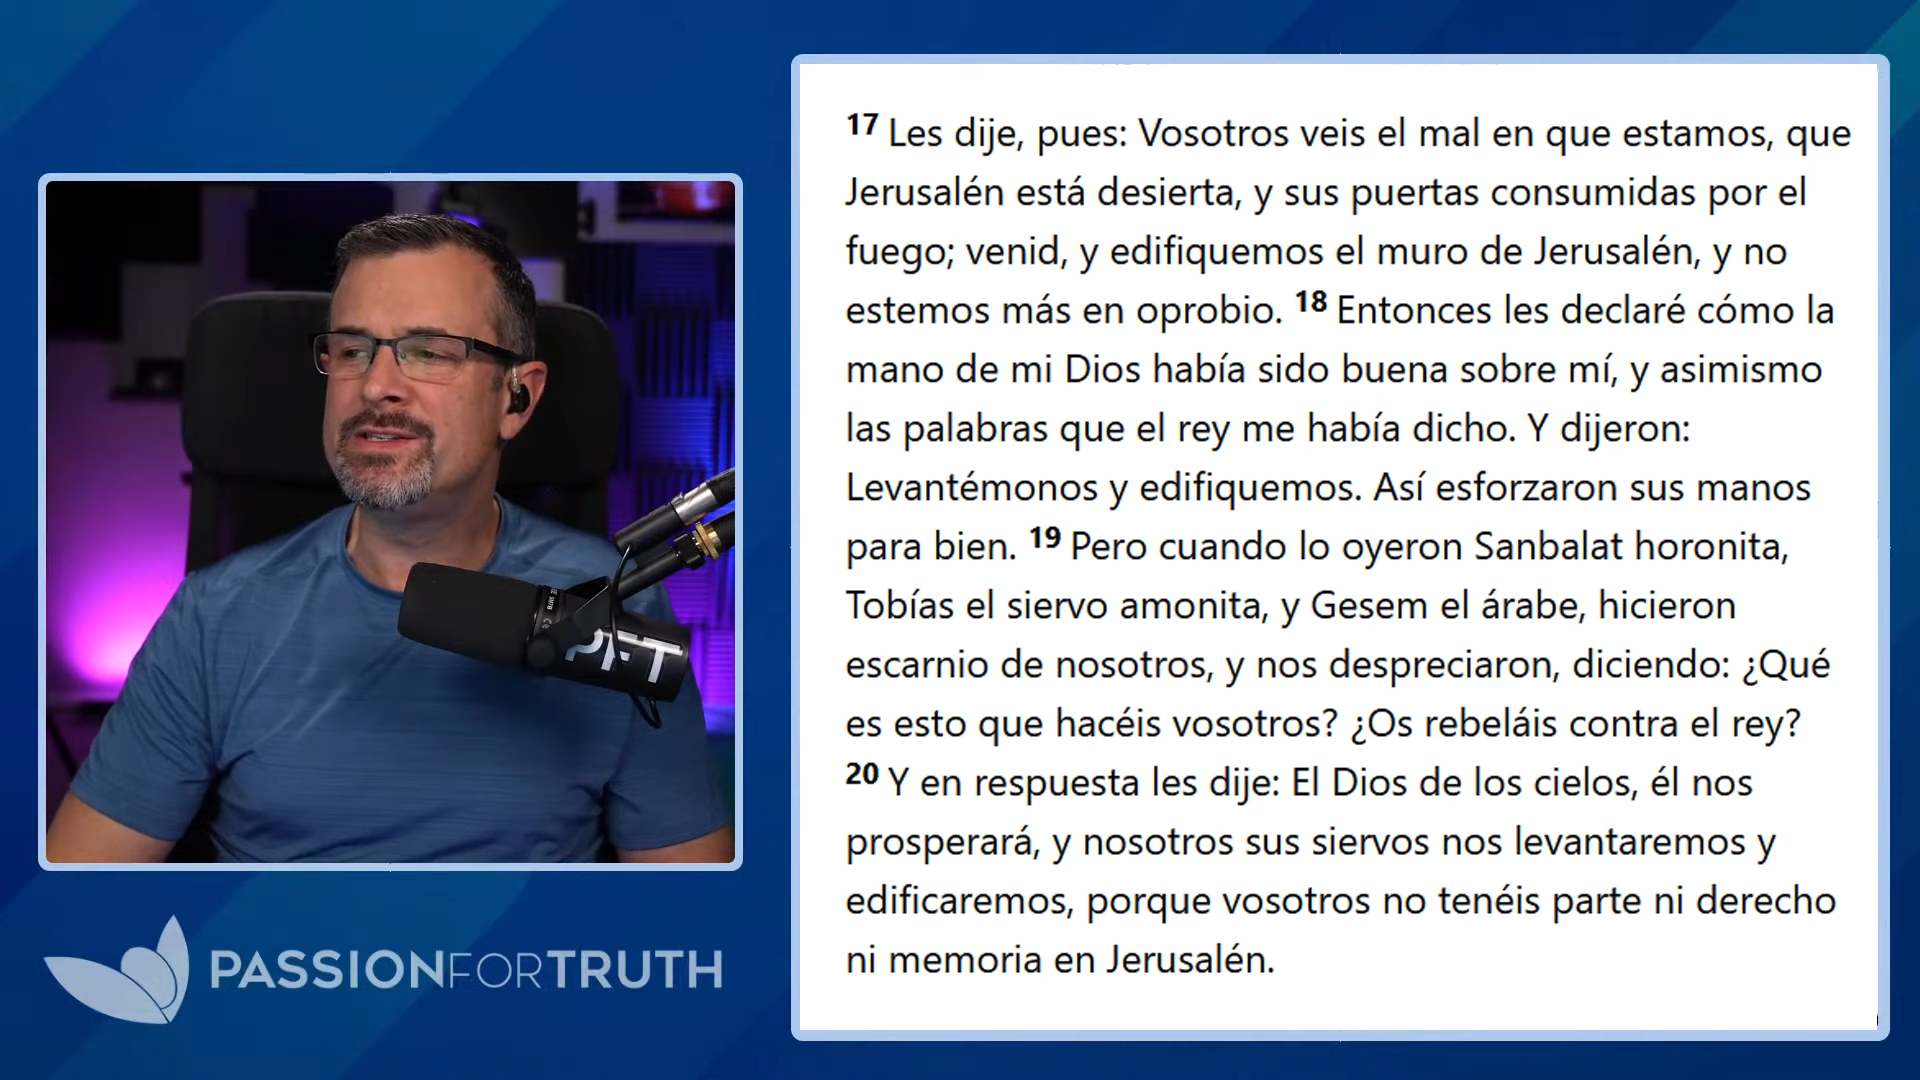 17 Les dije, pues: Vosotros veis el mal en que estamos, que
Jerusalén está desierta, y sus puertas consumidas por el
fuego; venid, y edifiquemos el muro de Jerusalén, y no
estemos más en oprobio. 18 Entonces les declaré cómo la
mano de mi Dios había sido buena sobre mí, y asimismo
las palabras que el rey me había dicho. Y dijeron:
Levantémonos y edifiquemos. Así esforzaron sus manos
para bien. 19 Pero cuando lo oyeron Sanbalat horonita,
Tobías el siervo amonita, y Gesem el árabe, hicieron
escarnio de nosotros, y nos despreciaron, diciendo: ¿Qué
es esto que hacéis vosotros? ¿Os rebeláis contra el rey?
20 Y en respuesta les dije: El Dios de los cielos, él nos
prosperará, y nosotros sus siervos nos levantaremos y
edificaremos, porque vosotros no tenéis parte ni derecho
ni memoria en Jerusalén.
PFT
PASSIONFORTRUTH